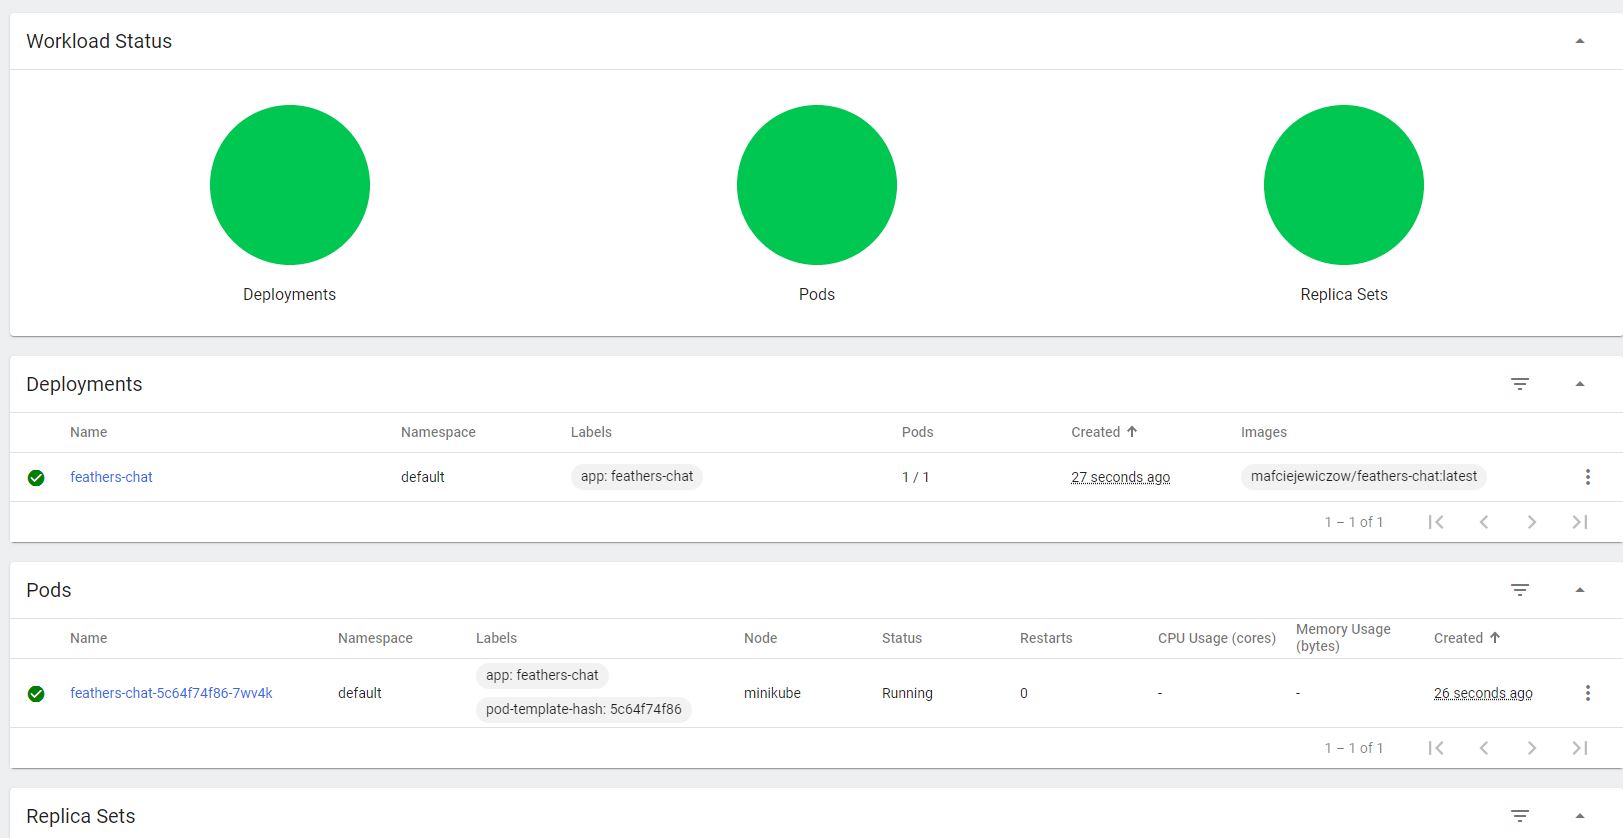 Workload Status
Deployments Pods Replica Sets
Deployments
Name Namespace Labels Pods Created Images
feathers-chat default app: feathers-chat 1 / 1 27 seconds ago mafciejewiczow/feathers-chat:latest
1 – 1 of 1
Pods
Name Namespace Labels Node Status Restarts CPU Usage (cores) Memory Usage (bytes) Created
feathers-chat-5c64f74f86-7wv4k default app: feathers-chat pod-template-hash: 5c64f74f86 minikube Running 0 - - 26 seconds ago
1 – 1 of 1
Replica Sets